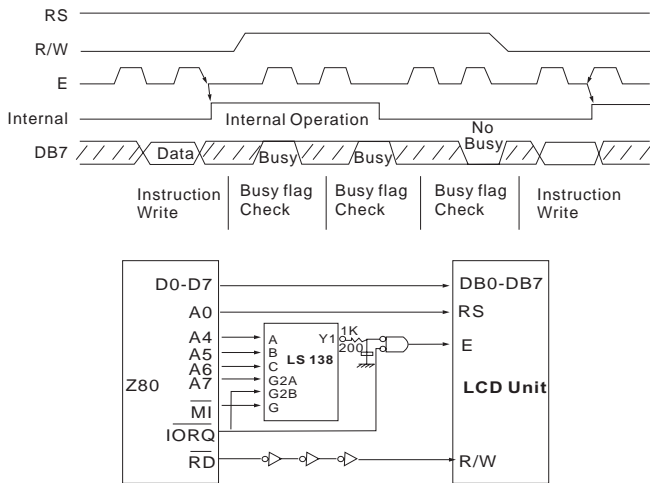 RS
R/W
E
Internal
Internal Operation
No
Busy
DB7
Data
Busy
Busy
Instruction
Write
Busy flag
Check
Busy flag
Check
Busy flag
Check
Instruction
Write
D0-D7
DB0-DB7
A0
RS
A4
A
Y1
1K
A5
B
200
E
A6
C
LS 138
A7
G2A
Z80
G2B
LCD Unit
MI
G
IORQ
RD
R/W